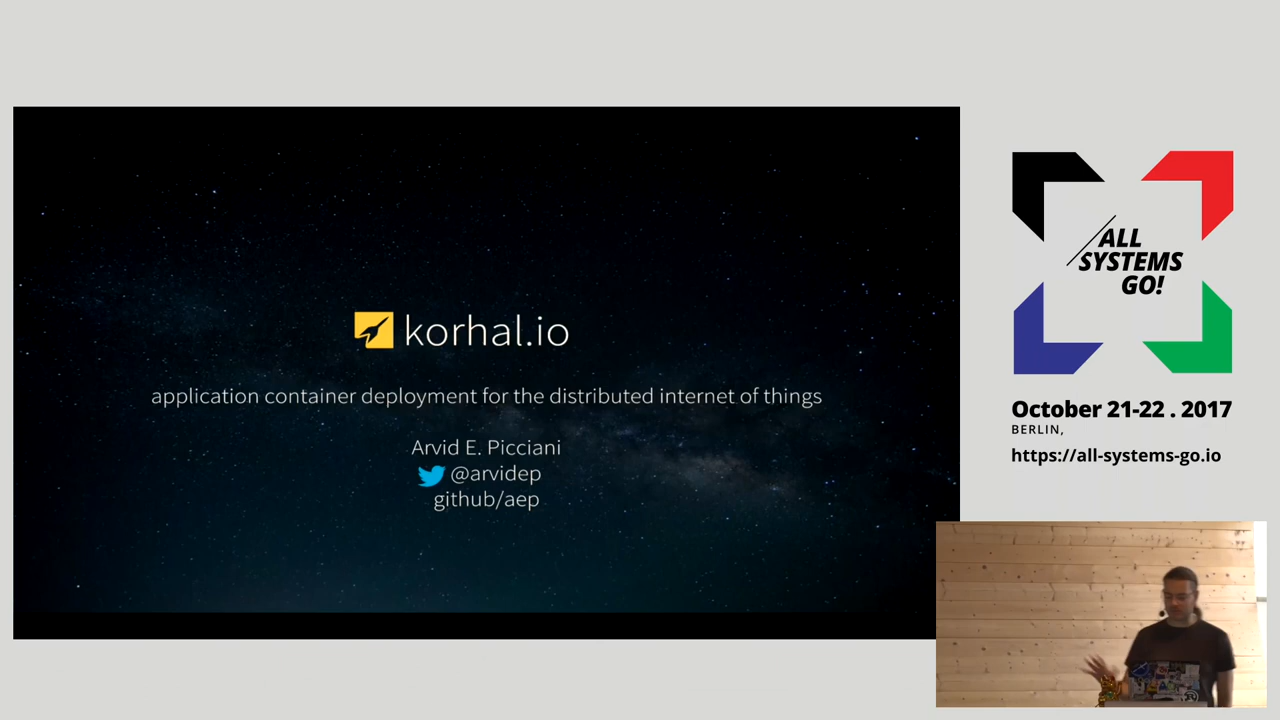 korhal.io
application container deployment for the distributed internet of things
Arvid E. Picciani
@arvidep
github/aep
ALL
SYSTEMS
GO!
October 21-22 . 2017
BERLIN,
https://all-systems-go.io